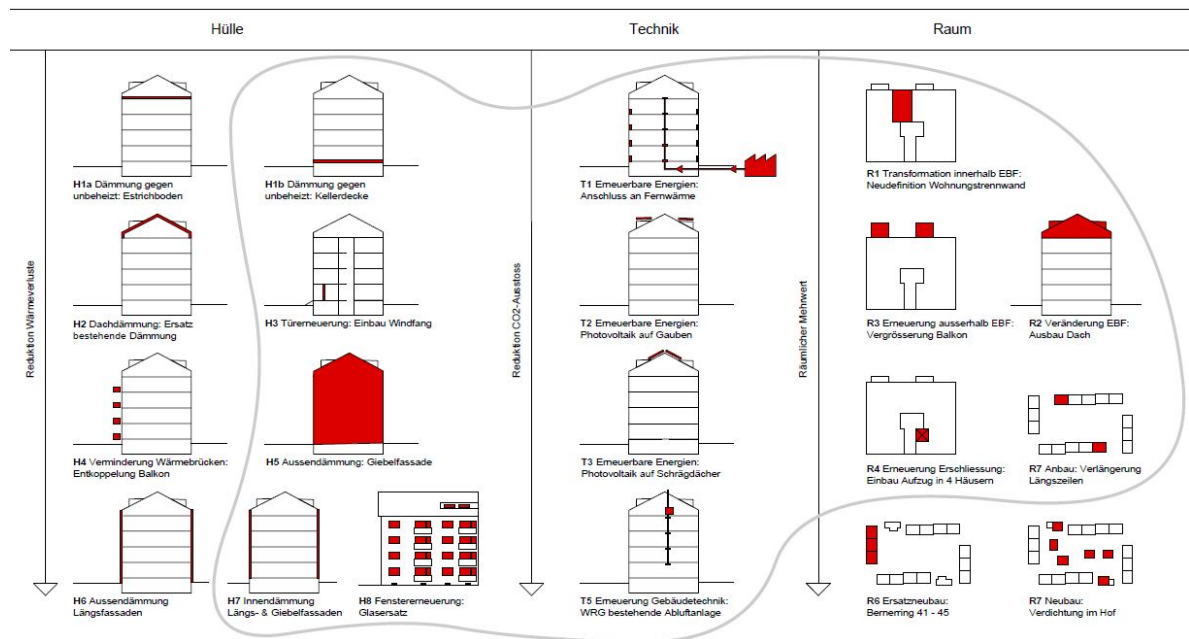 Hülle
Technik
Raum
Reduktion Wärmeverluste
H1a Dämmung gegen
unbeheizt: Estrichboden
H1b Dämmung gegen
unbeheizt: Kellerdecke
H2 Dachdämmung: Ersatz
bestehende Dämmung
H3 Türerneuerung: Einbau Windfang
H4 Verminderung Wärmebrücken:
Entkoppelung Balkon
H5 Aussendämmung: Giebelfassade
H6 Aussendämmung
Längsfassaden
H7 Innendämmung
Längs- & Giebelfassaden
H8 Fenstererneuerung:
Glasersatz
Reduktion CO2-Ausstoss
T1 Erneuerbare Energien:
Anschluss an Fernwärme
T2 Erneuerbare Energien:
Photovoltaik auf Gauben
T3 Erneuerbare Energien:
Photovoltaik auf Schrägdächer
T5 Erneuerung Gebäudetechnik:
WRG bestehende Abluftanlage
Räumlicher Mehrwert
R1 Transformation innerhalb EBF:
Neudefinition Wohnungstrennwand
R3 Erneuerung ausserhalb EBF:
Vergrösserung Balkon
R2 Veränderung EBF:
Ausbau Dach
R4 Erneuerung Erschliessung:
Einbau Aufzug in 4 Häusern
R7 Anbau: Verlängerung
Längszeilen
R6 Ersatzneubau:
Bernerring 41 - 45
R7 Neubau:
Verdichtung im Hof